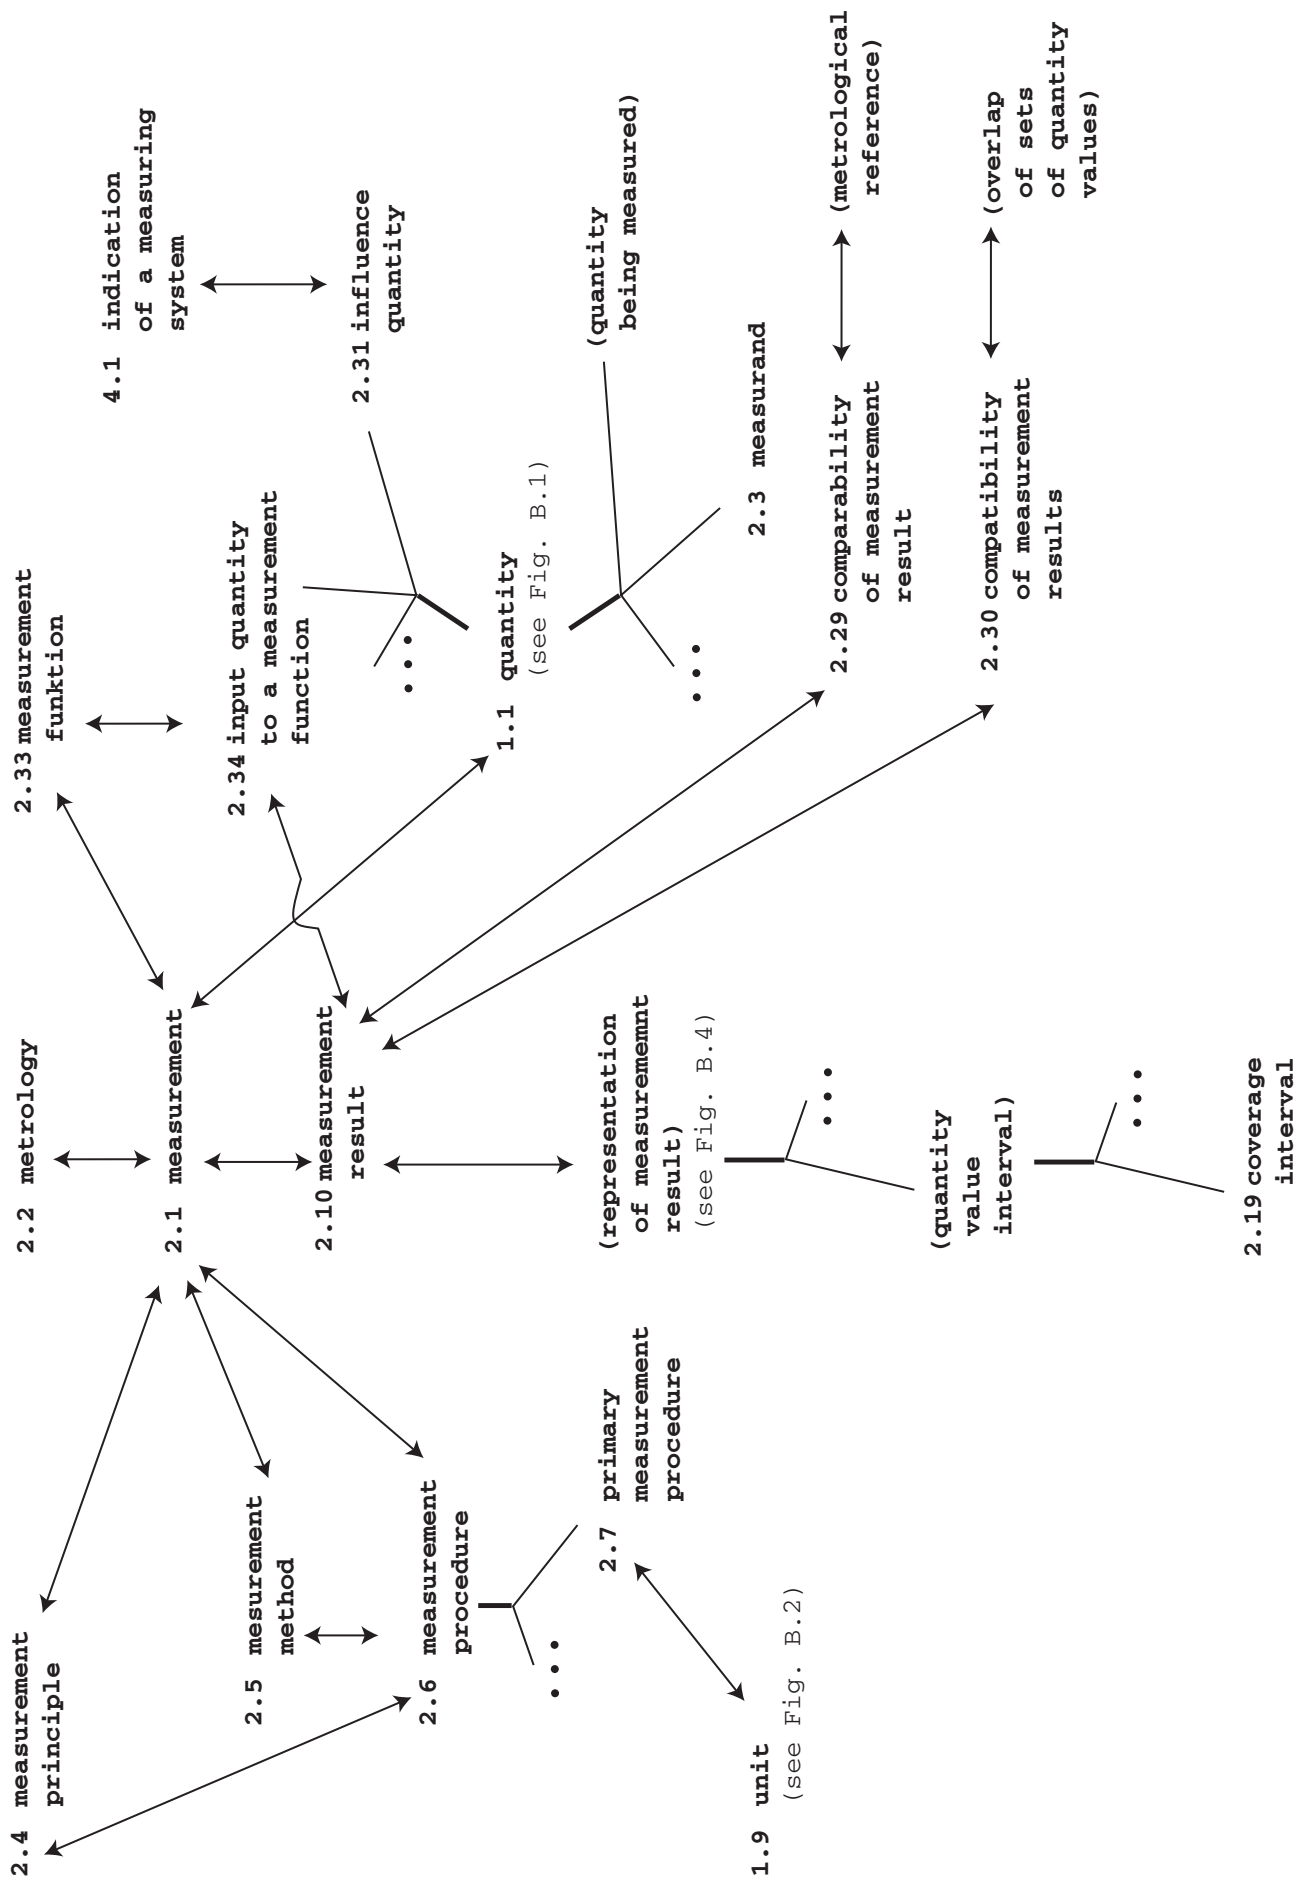 2.4 measurement
principle
2.2 metrology
2.33 measurement
funktion
4.1 indication
of a measuring
system
2.1 measurement
2.5 mesurement
method
2.34 input quantity
to a measurement
function
2.10 measurement
result
2.31 influence
quantity
2.6 measurement
procedure
1.1 quantity
(see Fig. B.1)
(quantity
being measured)
2.7 primary
measurement
procedure
(representation
of measurememnt
result)
(see Fig. B.4)
1.9 unit
(see Fig. B.2)
2.3 measurand
2.29 comparability
of measurement
result
(metrological
reference)
(quantity
value
interval)
2.30 compatibility
of measurement
results
(overlap
of sets
of quantity
values)
2.19 coverage
interval